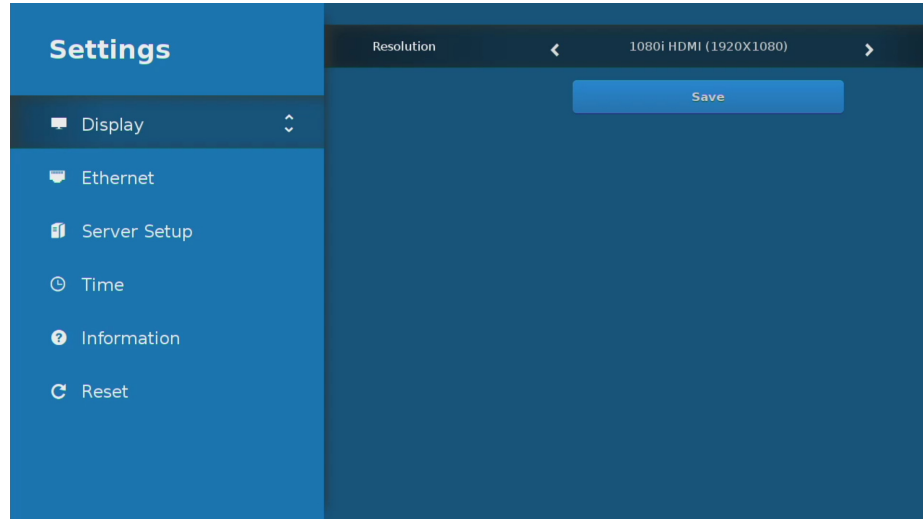 Settings
Resolution 1080i HDMI (1920X1080)
Save
Display
Ethernet
Server Setup
Time
Information
Reset